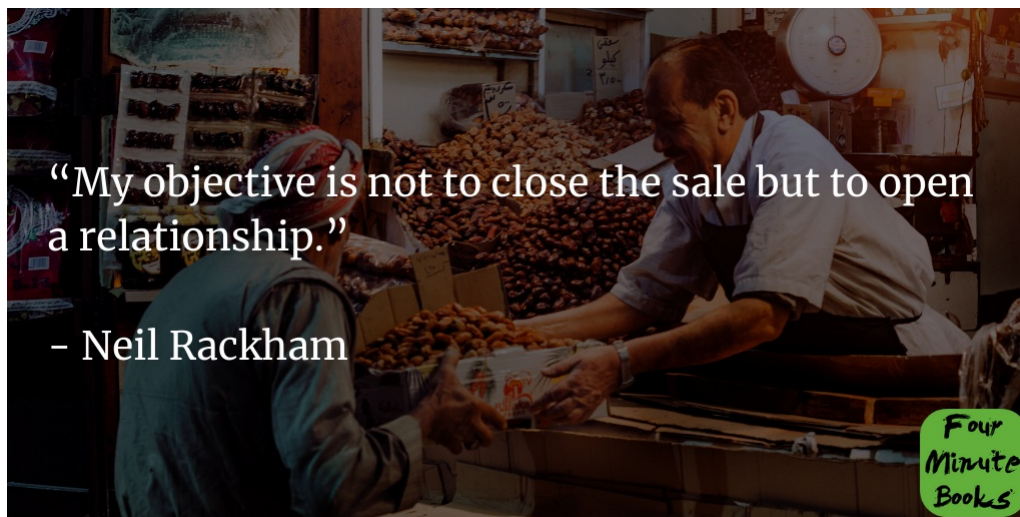 “My objective is not to close the sale but to open
a relationship.”
- Neil Rackham
Four
Minute
Books